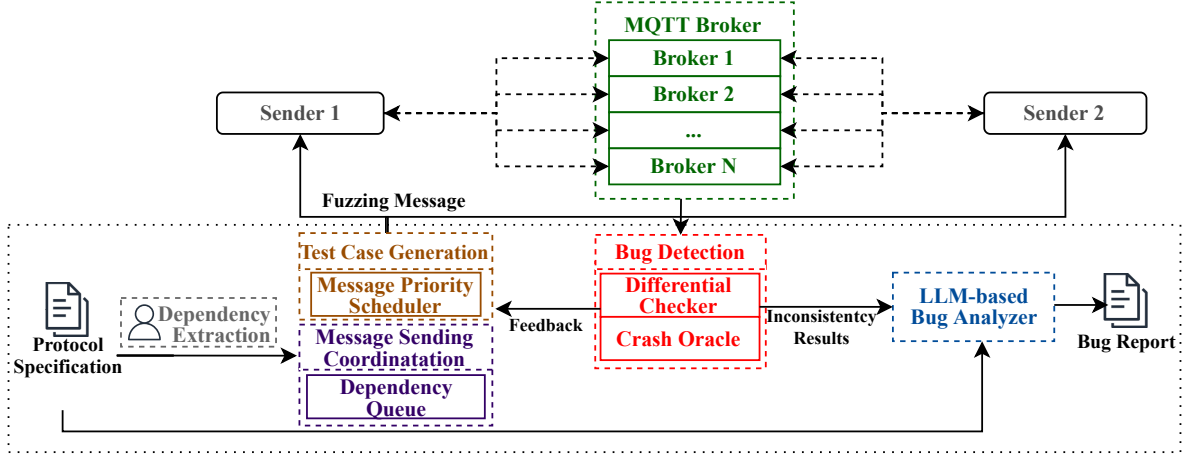 MQTT Broker
Broker 1
Broker 2
...
Broker N
Sender 1
Sender 2
Fuzzing Message
Test Case Generation
Message Priority
Scheduler
Message Sending
Coordinatation
Dependency
Queue
Dependency
Extraction
Protocol
Specification
Feedback
Bug Detection
Differential
Checker
Crash Oracle
Inconsistentcy
Results
LLM-based
Bug Analyzer
Bug Report